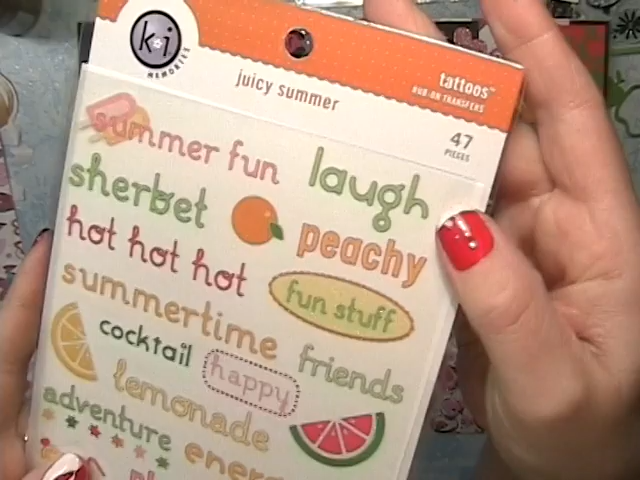 k&i
MEMORIES
juicy summer
tattoos™
RUB-ON TRANSFERS
47
PIECES
summer fun
laugh
sherbet
peachy
hot hot hot
fun stuff
summertime
cocktail
happy
friends
lemonade
adventure